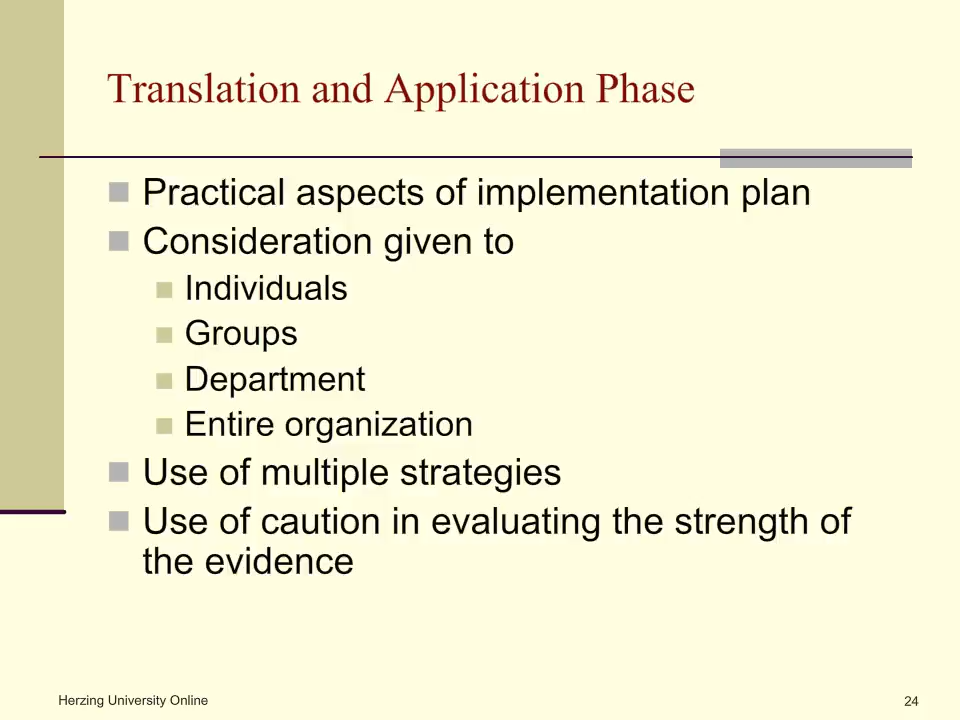 Translation and Application Phase
Practical aspects of implementation plan
Consideration given to
Individuals
Groups
Department
Entire organization
Use of multiple strategies
Use of caution in evaluating the strength of
the evidence
Herzing University Online
24